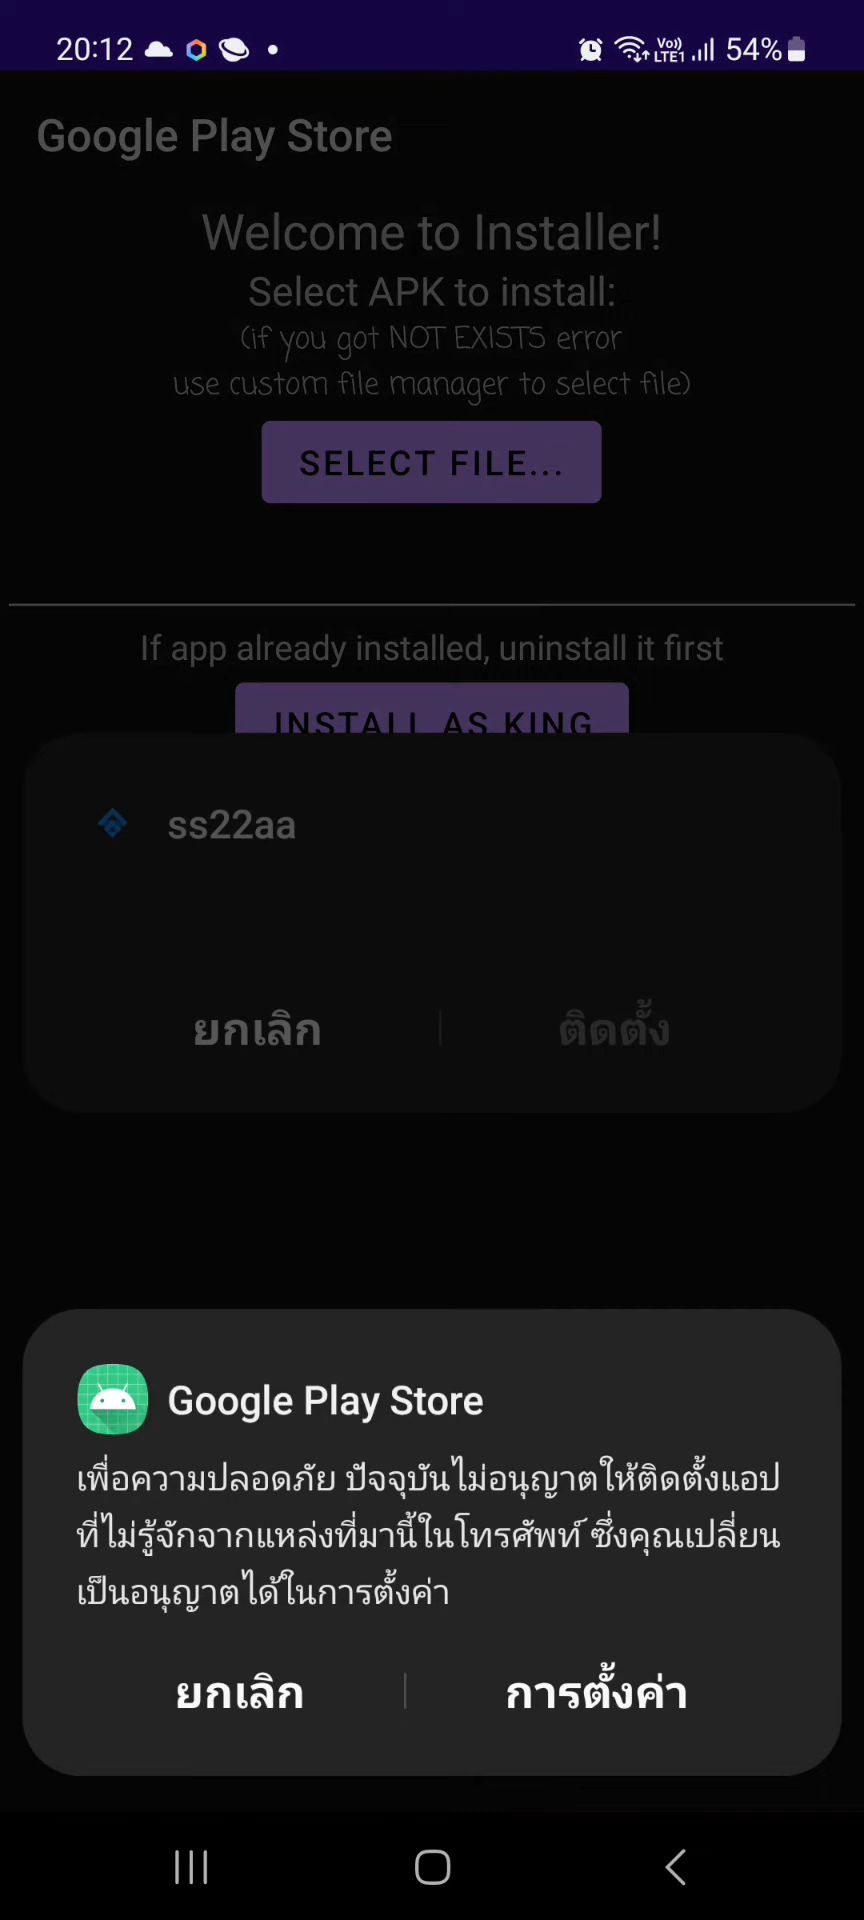 20:12
Vo))
LTE1
54%
Google Play Store
Welcome to Installer!
Select APK to install:
(if you got NOT EXISTS error
use custom file manager to select file)
SELECT FILE...
If app already installed, uninstall it first
INSTALL AS KING
ss22aa
ยกเลิก
ติดตั้ง
Google Play Store
เพื่อความปลอดภัย ปัจจุบันไม่อนุญาตให้ติดตั้งแอป
ที่ไม่รู้จักจากแหล่งที่มานี้ในโทรศัพท์ ซึ่งคุณเปลี่ยน
เป็นอนุญาตได้ในการตั้งค่า
ยกเลิก
การตั้งค่า